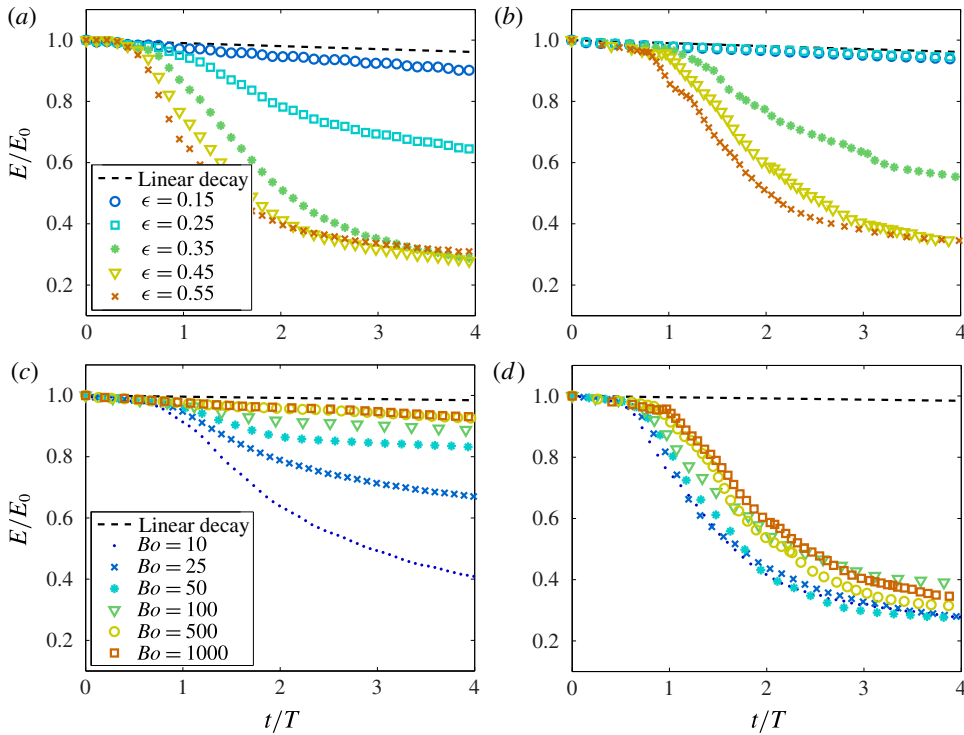 (a)
(b)
1.0
0.8
0.6
0.4
0.2
E/E₀
Linear decay
ϵ = 0.15
ϵ = 0.25
ϵ = 0.35
ϵ = 0.45
ϵ = 0.55
0 1 2 3 4
1.0
0.8
0.6
0.4
0.2
0 1 2 3 4
(c)
(d)
1.0
0.8
0.6
0.4
0.2
E/E₀
Linear decay
Bo = 10
Bo = 25
Bo = 50
Bo = 100
Bo = 500
Bo = 1000
0 1 2 3 4
t/T
1.0
0.8
0.6
0.4
0.2
0 1 2 3 4
t/T